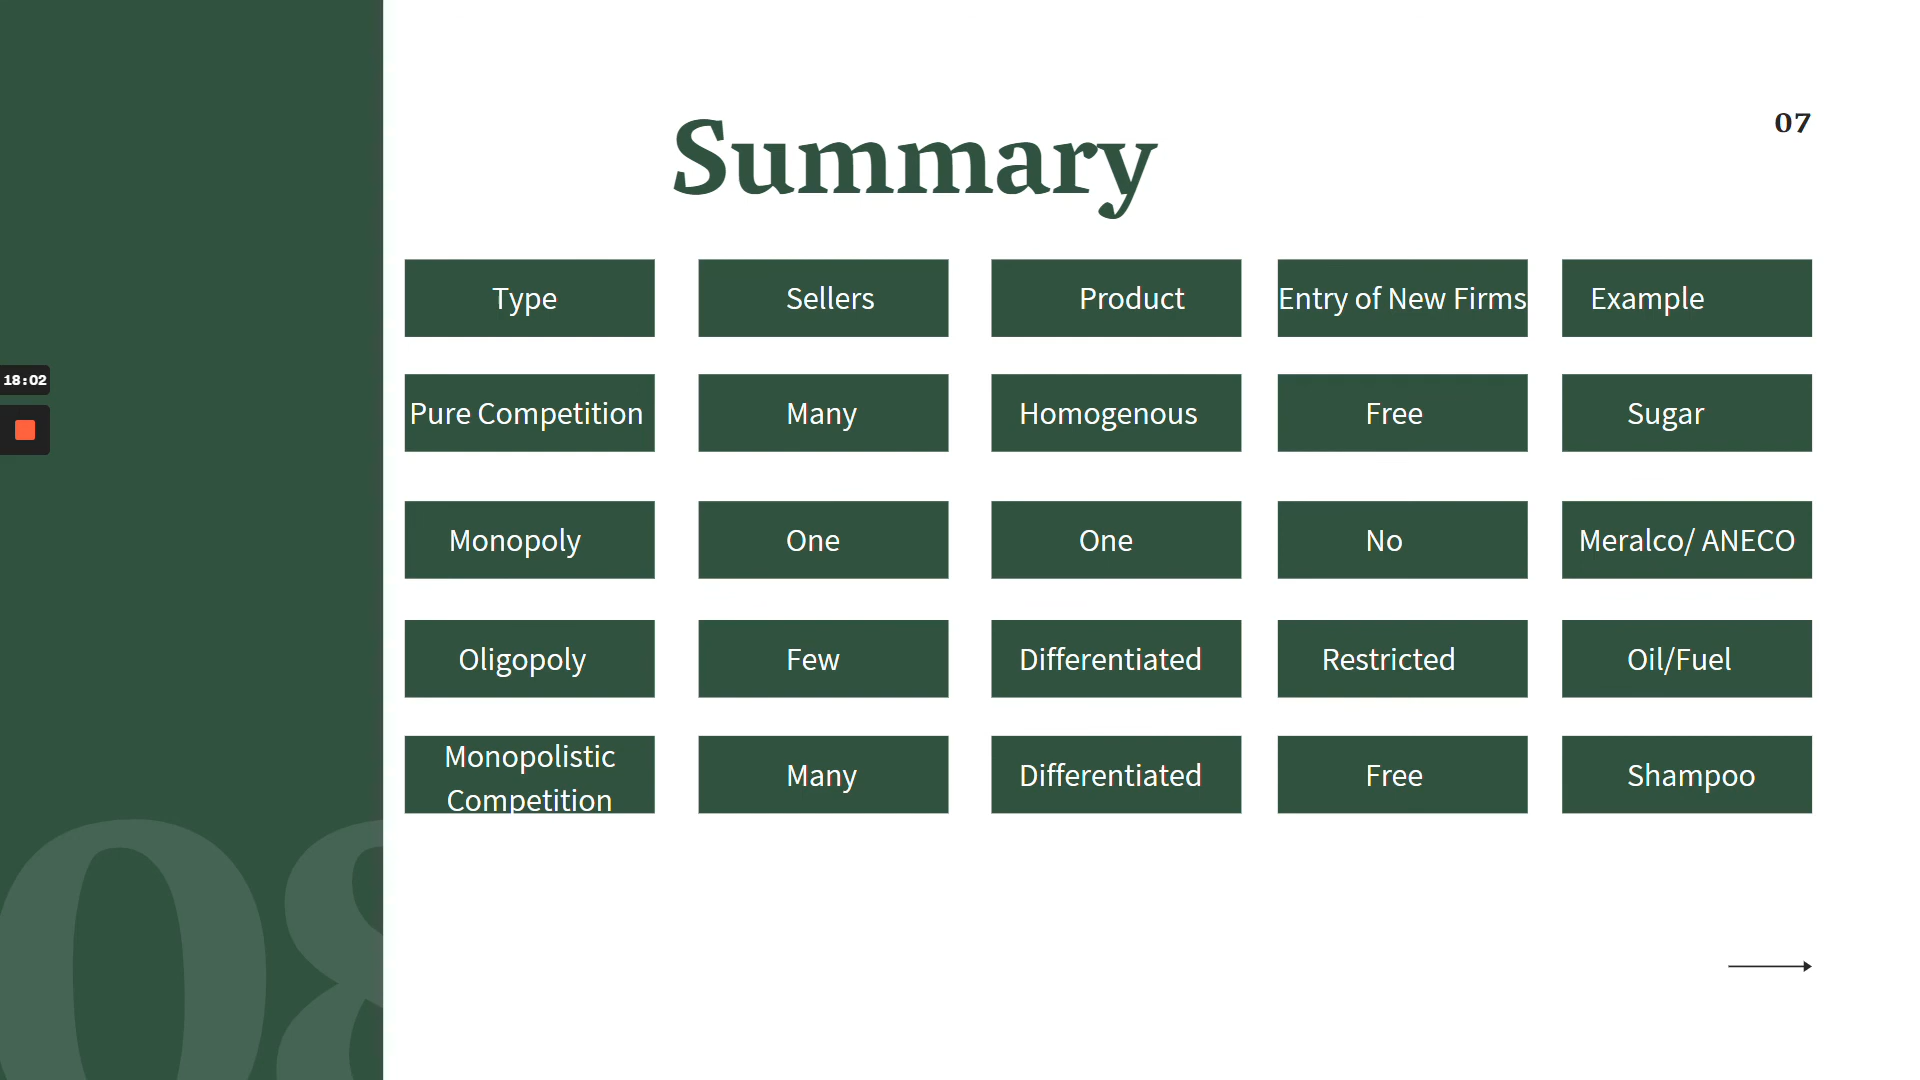 Summary
07
Type Sellers Product Entry of New Firms Example
18:02
Pure Competition Many Homogenous Free Sugar
Monopoly One One No Meralco/ ANECO
Oligopoly Few Differentiated Restricted Oil/Fuel
Monopolistic
Competition Many Differentiated Free Shampoo
08